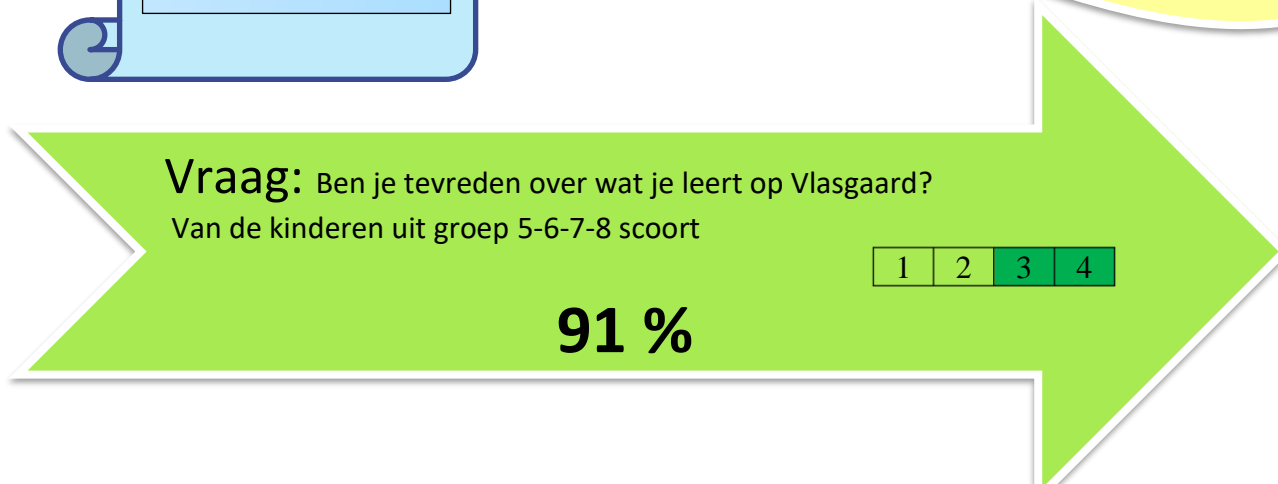 Vraag: Ben je tevreden over wat je leert op Vlasgaard?
Van de kinderen uit groep 5-6-7-8 scoort
1 2 3 4
91 %